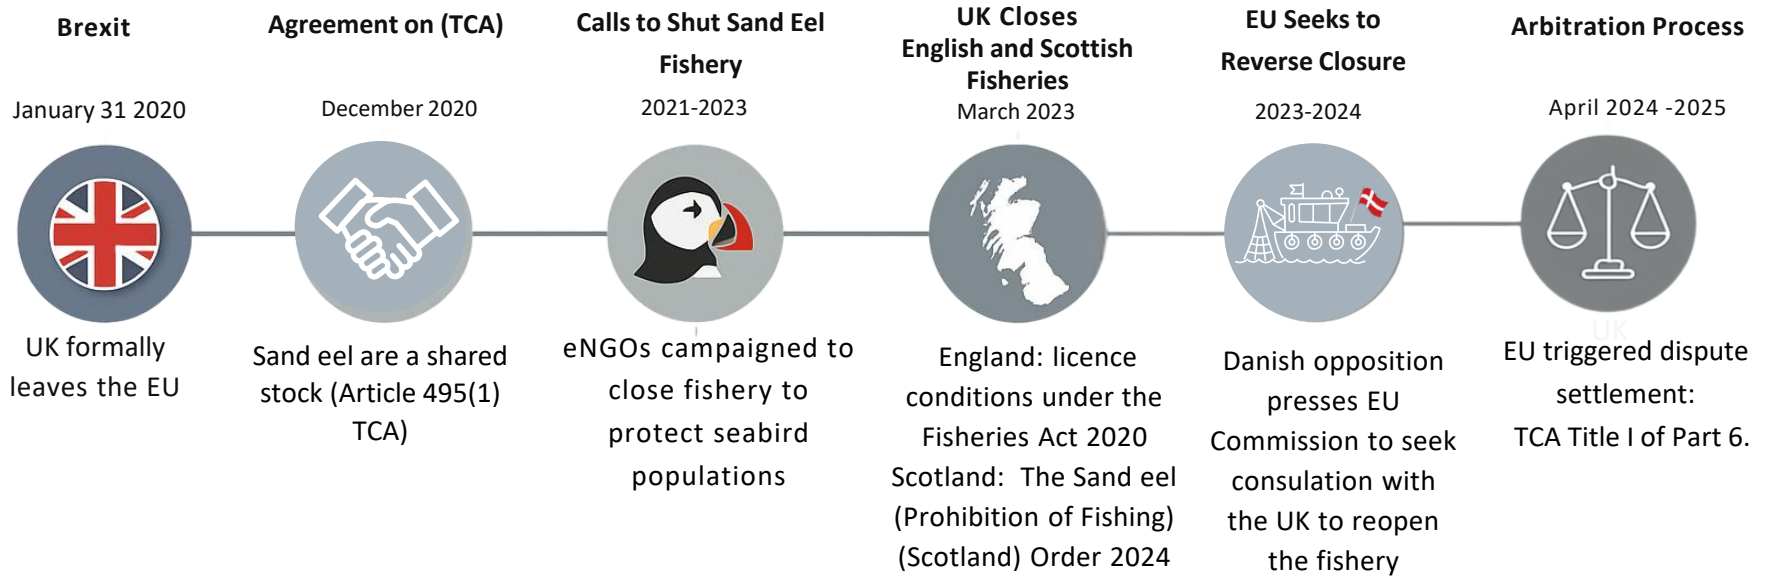 Brexit
January 31 2020
UK formally
leaves the EU
Agreement on (TCA)
December 2020
Sand eel are a shared
stock (Article 495(1)
TCA)
Calls to Shut Sand Eel
Fishery
2021-2023
eNGOs campaigned to
close fishery to
protect seabird
populations
UK Closes
English and Scottish
Fisheries
March 2023
England: licence
conditions under the
Fisheries Act 2020
Scotland: The Sand eel
(Prohibition of Fishing)
(Scotland) Order 2024
EU Seeks to
Reverse Closure
2023-2024
Danish opposition
presses EU
Commission to seek
consulation with
the UK to reopen
the fishery
Arbitration Process
April 2024 -2025
UK
EU triggered dispute
settlement:
TCA Title I of Part 6.